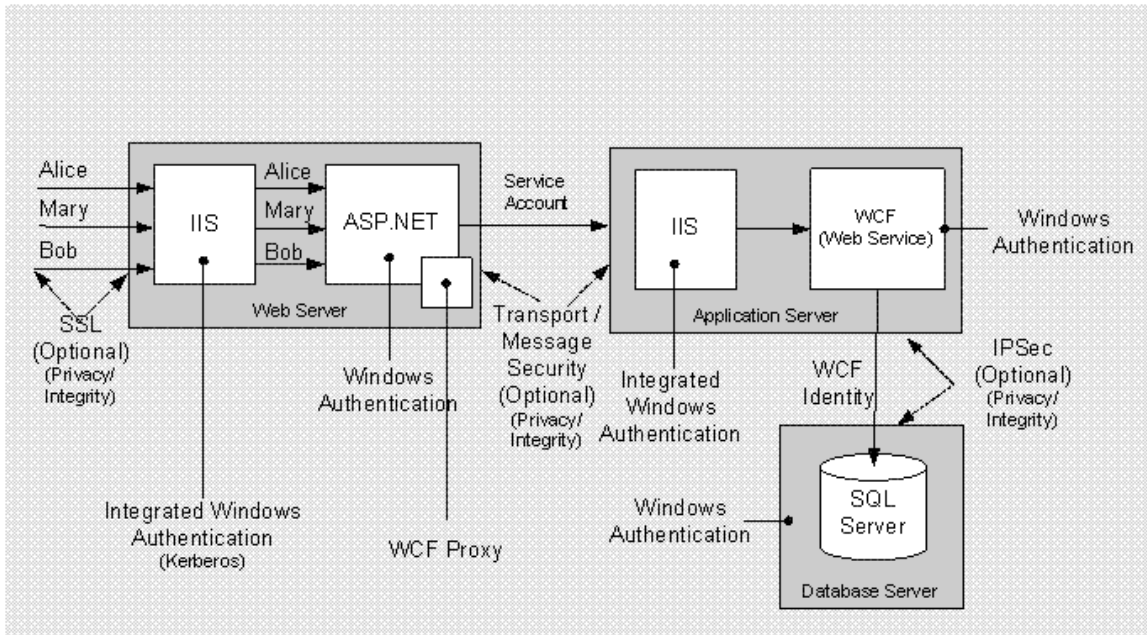 Alice
Mary
Bob
IIS
Alice
Mary
Bob
ASP.NET
Web Server
SSL
(Optional)
(Privacy/
Integrity)
Integrated Windows
Authentication
(Kerberos)
Windows
Authentication
WCF Proxy
Service
Account
Transport /
Message
Security
(Optional)
(Privacy/
Integrity)
IIS
WCF
(Web Service)
Application Server
Windows
Authentication
Integrated
Windows
Authentication
WCF
Identity
IPSec
(Optional)
(Privacy/
Integrity)
Windows
Authentication
SQL
Server
Database Server